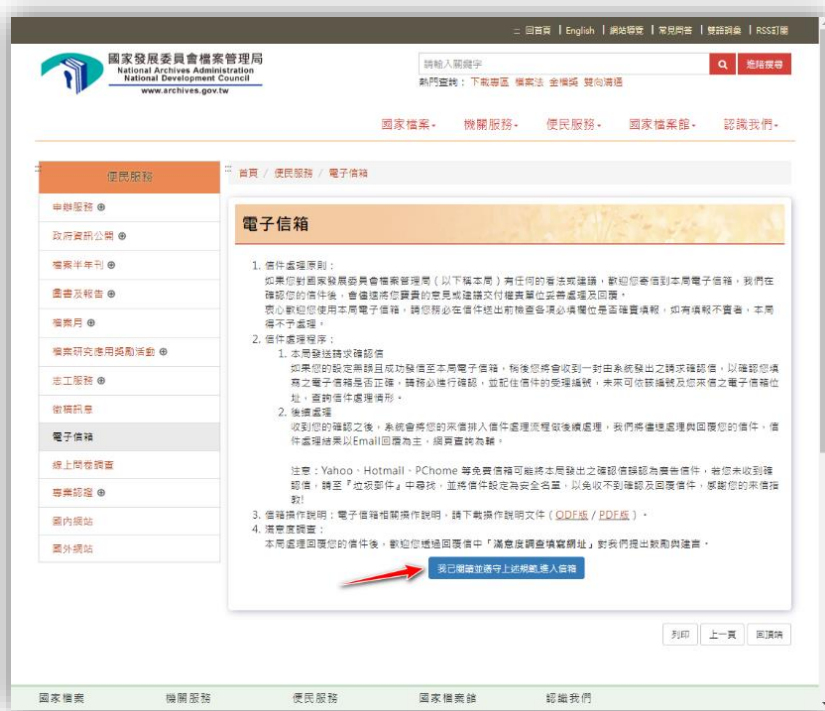 ::: 回首頁 | English | 網站導覽 | 常見問答 | 雙語詞彙 | RSS訂閱
國家發展委員會檔案管理局
National Archives Administration
National Development Council
www.archives.gov.tw
請輸入關鍵字
進階搜尋
熱門查詢： 下載專區 檔案法 金檔獎 雙向溝通
國家檔案 機關服務 便民服務 國家檔案館 認識我們
:::
便民服務
申辦服務
政府資訊公開
檔案半年刊
圖書及報告
檔案月
檔案研究應用獎勵活動
志工服務
徵稿訊息
電子信箱
線上問卷調查
專業認證
國內網站
國外網站
::: 首頁 / 便民服務 / 電子信箱
電子信箱
1. 信件處理原則：
如果您對國家發展委員會檔案管理局（以下稱本局）有任何的看法或建議，歡迎您寄信到本局電子信箱，我們在
確認您的信件後，會儘速將您寶貴的意見或建議交付權責單位妥善處理及回覆。
衷心歡迎您使用本局電子信箱，請您務必在信件送出前檢查各項必填欄位是否確實填報，如有填報不實者，本局
得不予處理。
2. 信件處理程序：
1. 本局發送請求確認信
如果您的設定無誤且成功發信至本局電子信箱，稍後您將會收到一封由系統發出之請求確認信，以確認您填
寫之電子信箱是否正確，請務必進行確認，並記住信件的受理編號，未來可依該編號及您來信之電子信箱位
址，查詢信件處理情形。
2. 後續處理
收到您的確認之後，系統會將您的來信排入信件處理流程做後續處理，我們將儘速處理與回覆您的信件，信
件處理結果以Email回覆為主，網頁查詢為輔。
注意：Yahoo、Hotmail、PChome 等免費信箱可能將本局發出之確認信誤認為廣告信件，若您未收到確
認信，請至『垃圾郵件』中尋找，並將信件設定為安全名單，以免收不到確認及回覆信件，感謝您的來信指
教!
3. 信箱操作說明：電子信箱相關操作說明，請下載操作說明文件（ODF版 / PDF版）。
4. 滿意度調查：
本局處理回覆您的信件後，歡迎您透過回覆信中「滿意度調查填寫網址」對我們提出鼓勵與建言。
我已閱讀並遵守上述規範,進入信箱
列印 上一頁 回頂端
國家檔案 機關服務 便民服務 國家檔案館 認識我們